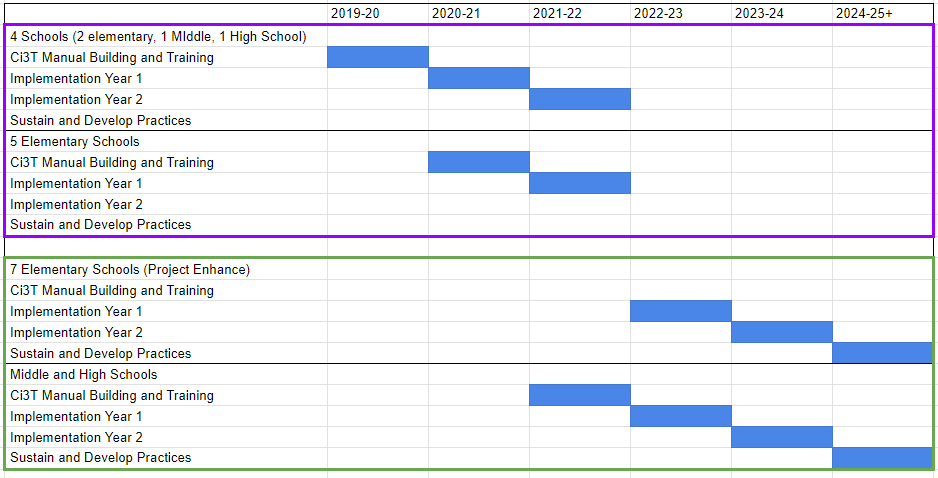 2019-20 2020-21 2021-22 2022-23 2023-24 2024-25+
4 Schools (2 elementary, 1 MIddle, 1 High School)
Ci3T Manual Building and Training
Implementation Year 1
Implementation Year 2
Sustain and Develop Practices
5 Elementary Schools
Ci3T Manual Building and Training
Implementation Year 1
Implementation Year 2
Sustain and Develop Practices
7 Elementary Schools (Project Enhance)
Ci3T Manual Building and Training
Implementation Year 1
Implementation Year 2
Sustain and Develop Practices
Middle and High Schools
Ci3T Manual Building and Training
Implementation Year 1
Implementation Year 2
Sustain and Develop Practices